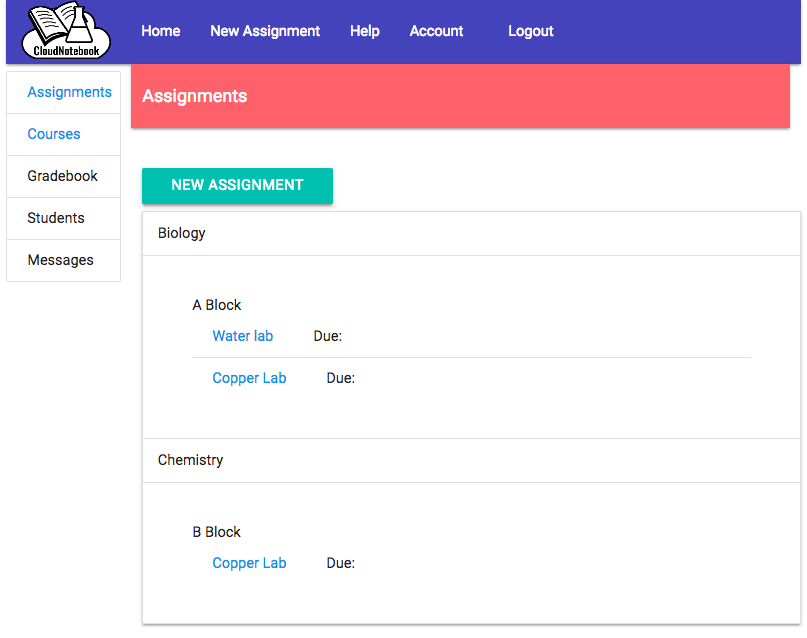 CloudNotebook
Home New Assignment Help Account Logout
Assignments
Courses
Gradebook
Students
Messages
Assignments
NEW ASSIGNMENT
Biology
A Block
Water lab Due:
Copper Lab Due:
Chemistry
B Block
Copper Lab Due: